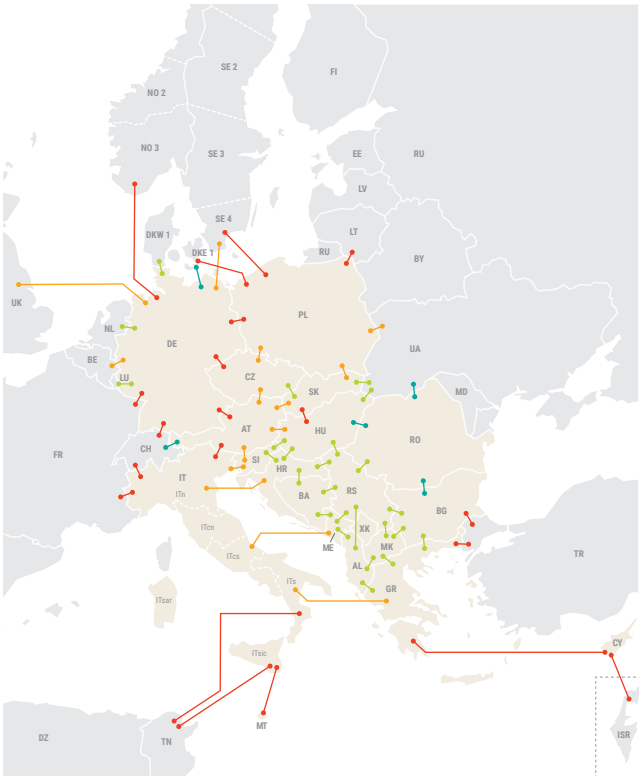 SE 2
FI
NO 2
NO 3
SE 3
EE
RU
LV
SE 4
LT
DKW 1
DKE 1
RU
BY
UK
PL
NL
DE
UA
BE
LU
CZ
SK
MD
AT
HU
RO
CH
FR
SI
HR
IT
ITn
BA
RS
BG
ITcn
XK
ME
MK
TR
ITcs
AL
ITs
GR
ITsar
CY
ITsic
MT
DZ
TN
ISR